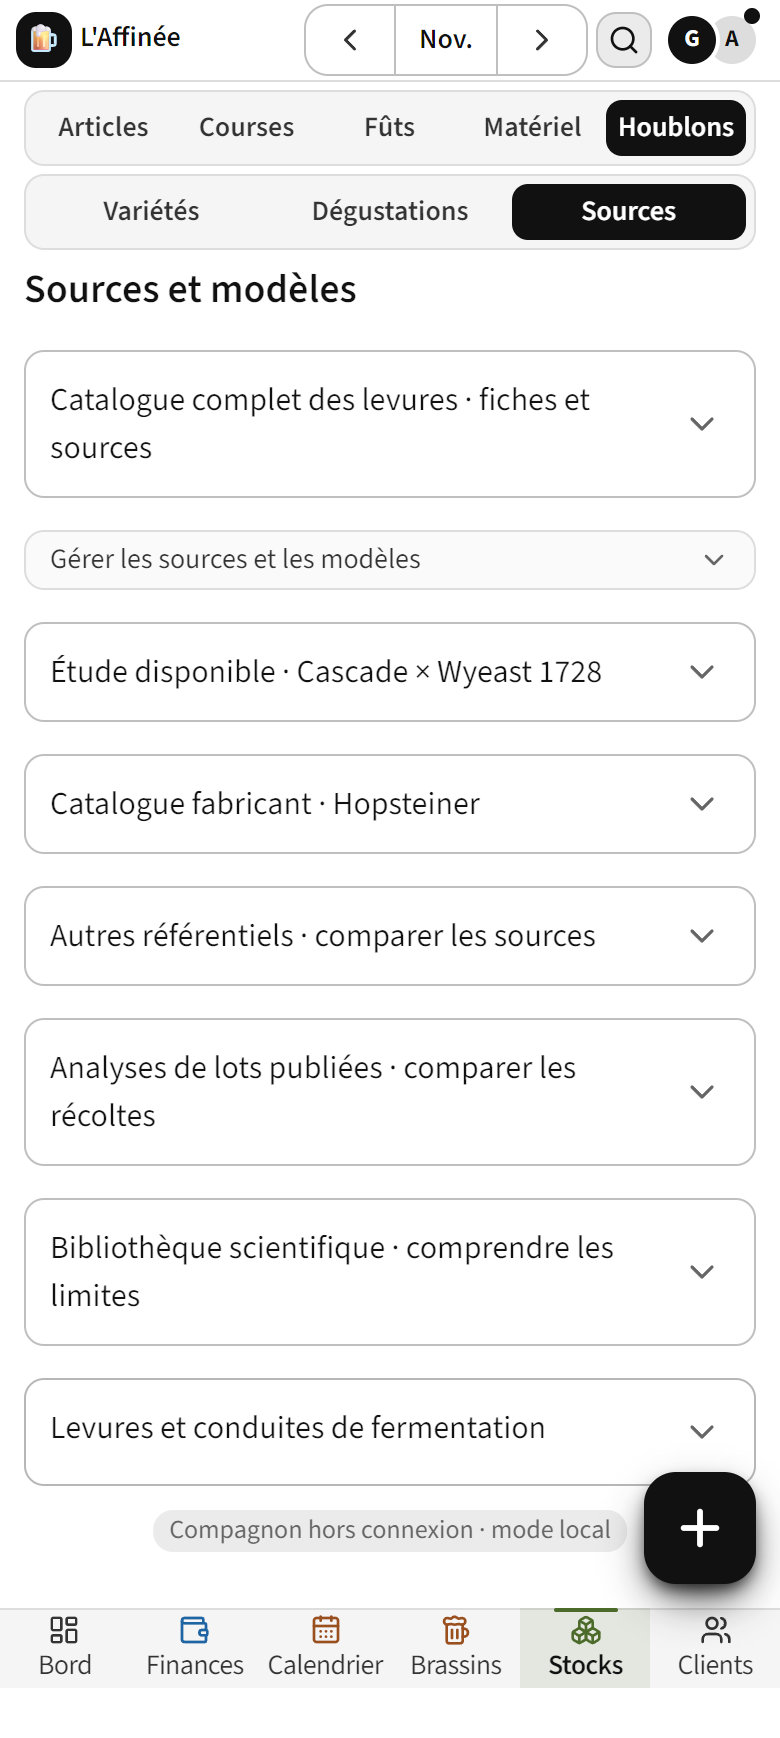 L'Affinée
Nov.
G
A
Articles Courses Fûts Matériel Houblons
Variétés Dégustations Sources
Sources et modèles
Catalogue complet des levures · fiches et
sources
Gérer les sources et les modèles
Étude disponible · Cascade × Wyeast 1728
Catalogue fabricant · Hopsteiner
Autres référentiels · comparer les sources
Analyses de lots publiées · comparer les
récoltes
Bibliothèque scientifique · comprendre les
limites
Levures et conduites de fermentation
Compagnon hors connexion · mode local
Bord Finances Calendrier Brassins Stocks Clients